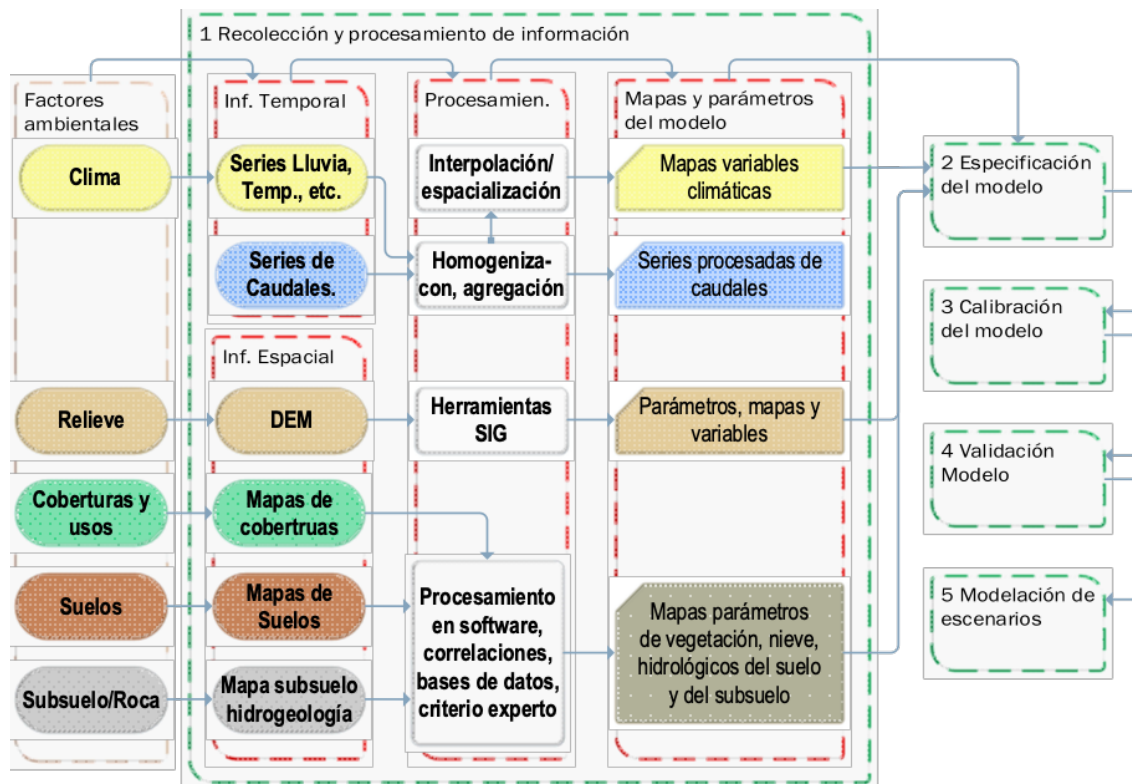 1 Recolección y procesamiento de información
Factores
ambientales
Inf. Temporal
Procesamien.
Mapas y parámetros
del modelo
Clima
Series Lluvia,
Temp., etc.
Interpolación/
espacialización
Mapas variables
climáticas
2 Especificación
del modelo
Series de
Caudales.
Homogeniza-
con, agregación
Series procesadas de
caudales
3 Calibración
del modelo
Inf. Espacial
Relieve
DEM
Herramientas
SIG
Parámetros, mapas y
variables
4 Validación
Modelo
Coberturas y
usos
Mapas de
cobertruas
Suelos
Mapas de
Suelos
Procesamiento
en software,
correlaciones,
bases de datos,
criterio experto
Mapas parámetros
de vegetación, nieve,
hidrológicos del suelo
y del subsuelo
5 Modelación de
escenarios
Subsuelo/Roca
Mapa subsuelo
hidrogeología